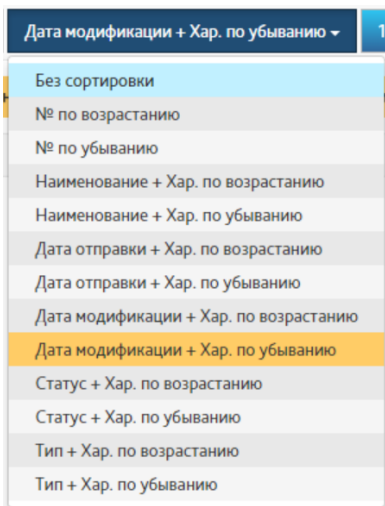 Дата модификации + Хар. по убыванию
1
Без сортировки
№ по возрастанию
№ по убыванию
Наименование + Хар. по возрастанию
Наименование + Хар. по убыванию
Дата отправки + Хар. по возрастанию
Дата отправки + Хар. по убыванию
Дата модификации + Хар. по возрастанию
Дата модификации + Хар. по убыванию
Статус + Хар. по возрастанию
Статус + Хар. по убыванию
Тип + Хар. по возрастанию
Тип + Хар. по убыванию